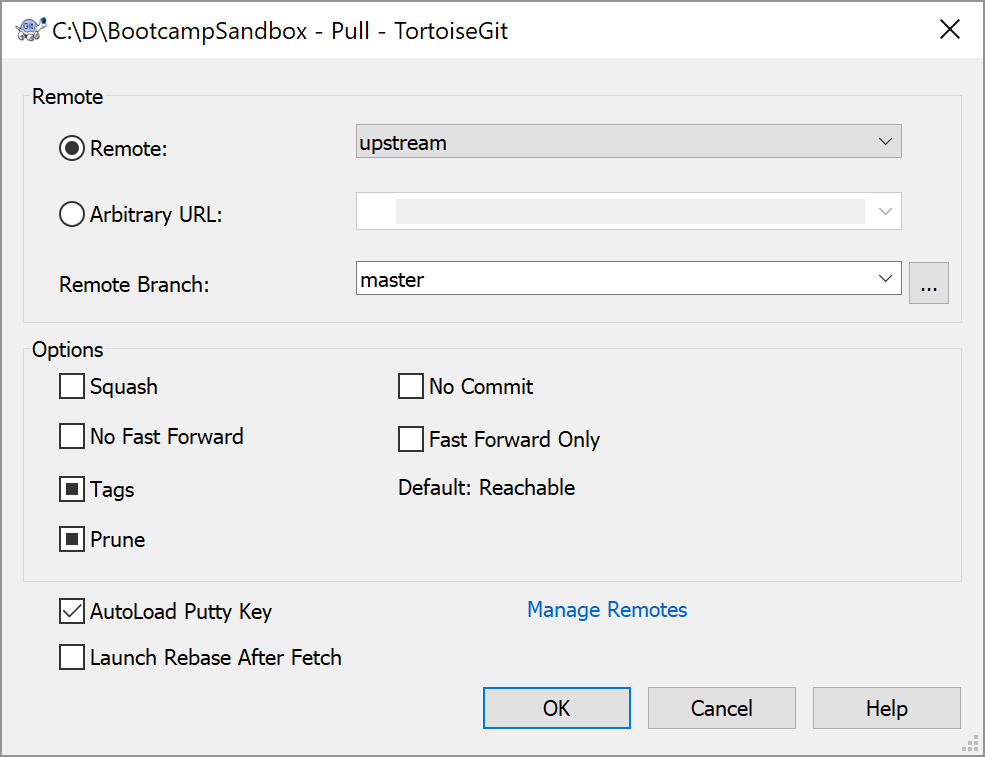 C:\D\BootcampSandbox - Pull - TortoiseGit
Remote
Remote: upstream
Arbitrary URL:
Remote Branch: master ...
Options
Squash No Commit
No Fast Forward Fast Forward Only
Tags Default: Reachable
Prune
AutoLoad Putty Key Manage Remotes
Launch Rebase After Fetch
OK Cancel Help